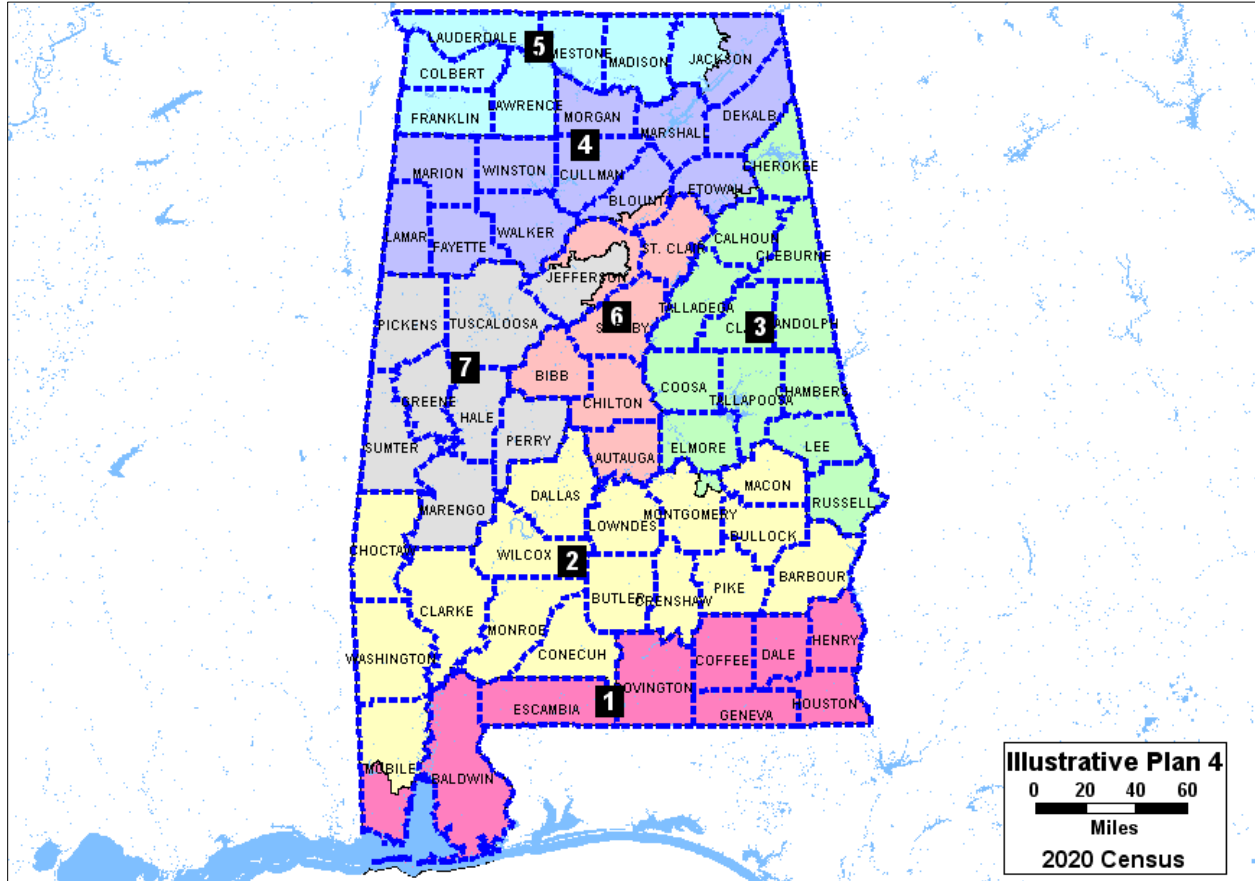 LAUDERDALE
5
MESTONE
MADISON
JACKSON
COLBERT
LAWRENCE
FRANKLIN
MORGAN
MARSHALL
DEKALB
4
MARION
WINSTON
CULLMAN
CHEROKEE
BLOUNT
ETOWAH
LAMAR
FAYETTE
WALKER
ST. CLAIR
CALHOUN
CLEBURNE
JEFFERSON
PICKENS
TUSCALOOSA
6
TALLADEGA
3
RANDOLPH
7
BIBB
GREENE
HALE
CHILTON
COOSA
TALLAPOOSA
CHAMBERS
SUMTER
PERRY
AUTAUGA
ELMORE
LEE
DALLAS
MACON
RUSSELL
MARENGO
LOWNDES
MONTGOMERY
BULLOCK
CHOCTAW
WILCOX
2
BARBOUR
CLARKE
BUTLER
CRENSHAW
PIKE
MONROE
WASHINGTON
CONECUH
COFFEE
DALE
HENRY
COVINGTON
ESCAMBIA
1
GENEVA
HOUSTON
MOBILE
BALDWIN
Illustrative Plan 4
0 20 40 60
Miles
2020 Census